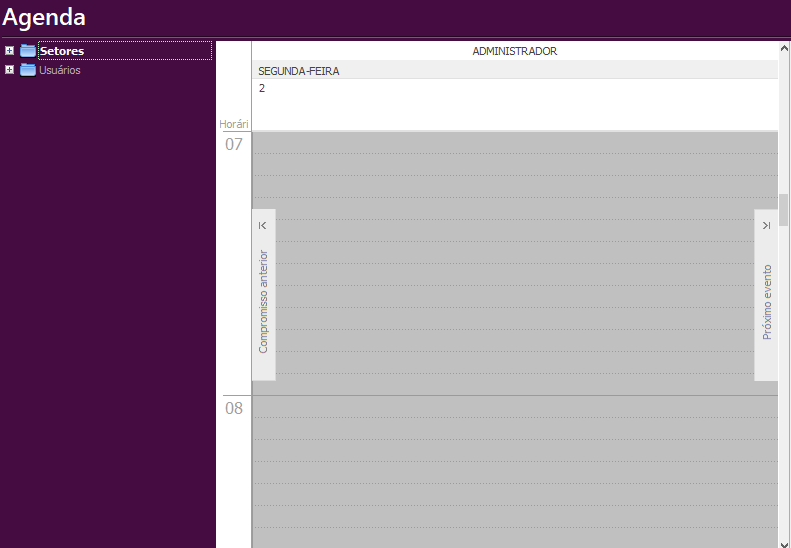 Agenda
Setores
Usuários
ADMINISTRADOR
SEGUNDA-FEIRA
2
Horári
07
Compromisso anterior
Próximo evento
08